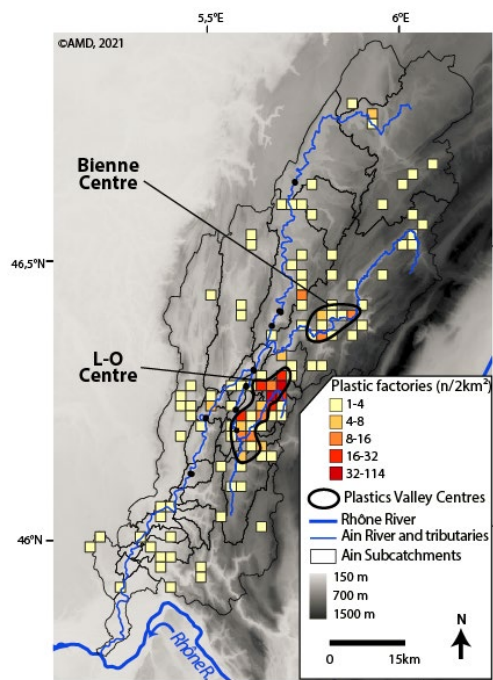 5,5°E
6°E
©AMD, 2021
Bienne
Centre
46,5°N
L-O
Centre
Plastic factories (n/2km²)
1-4
4-8
8-16
16-32
32-114
Plastics Valley Centres
Rhône River
Ain River and tributaries
Ain Subcatchments
150 m
700 m
1500 m
N
0
15km
46°N
Rhône R.